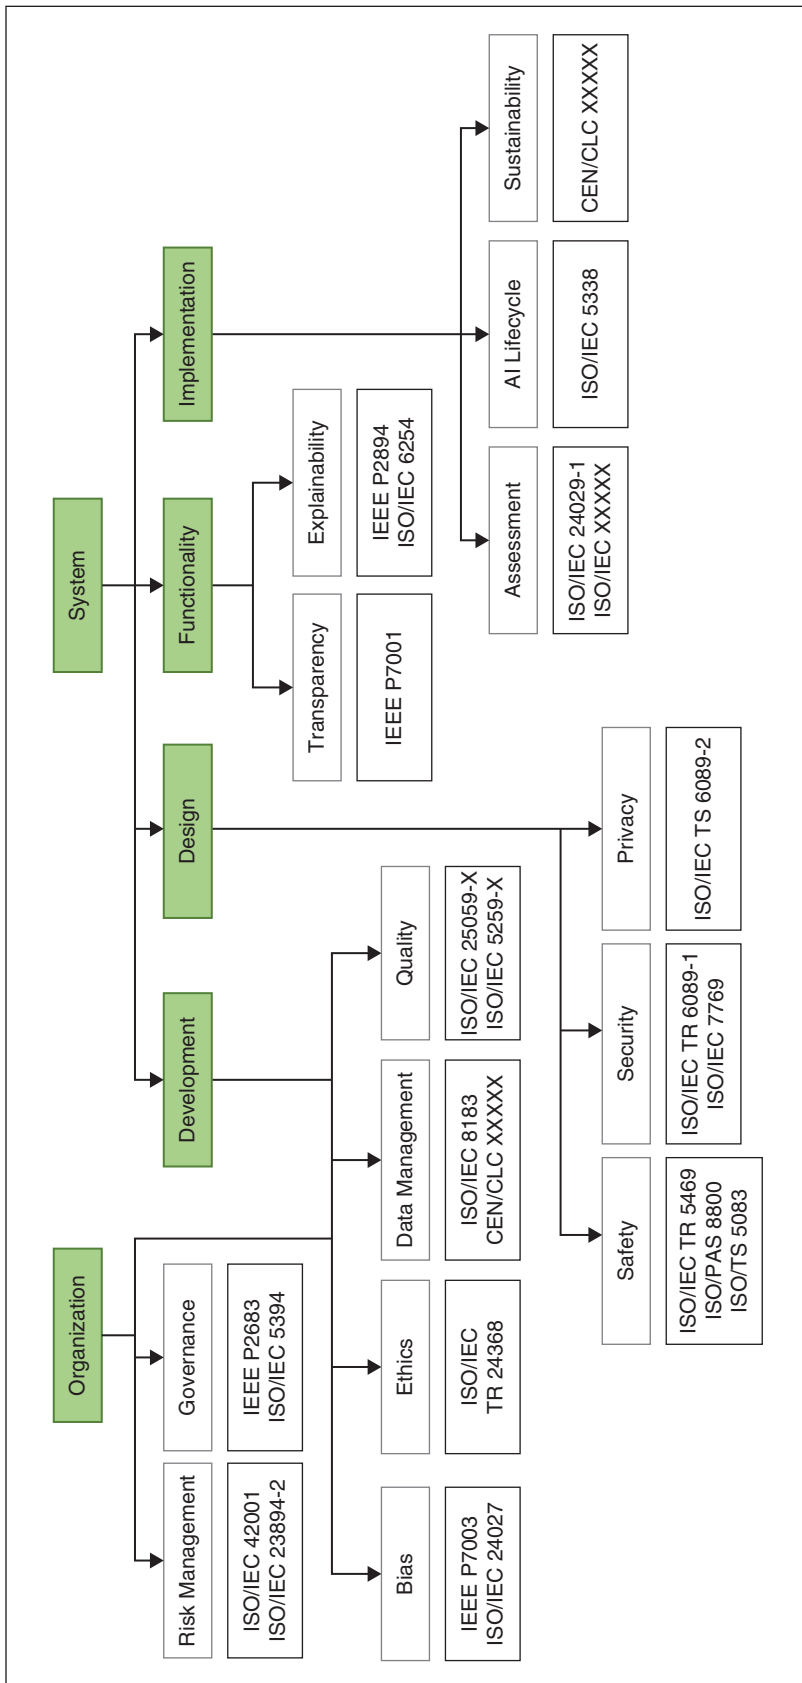 Organization
System
Risk Management
ISO/IEC 42001
ISO/IEC 23894-2
Governance
IEEE P2683
ISO/IEC 5394
Development
Design
Functionality
Implementation
Bias
IEEE P7003
ISO/IEC 24027
Ethics
ISO/IEC
TR 24368
Data Management
ISO/IEC 8183
CEN/CLC XXXXX
Quality
ISO/IEC 25059-X
ISO/IEC 5259-X
Transparency
IEEE P7001
Explainability
IEEE P2894
ISO/IEC 6254
Safety
ISO/IEC TR 5469
ISO/PAS 8800
ISO/TS 5083
Security
ISO/IEC TR 6089-1
ISO/IEC 7769
Privacy
ISO/IEC TS 6089-2
Assessment
ISO/IEC 24029-1
ISO/IEC XXXXX
AI Lifecycle
ISO/IEC 5338
Sustainability
CEN/CLC XXXXX